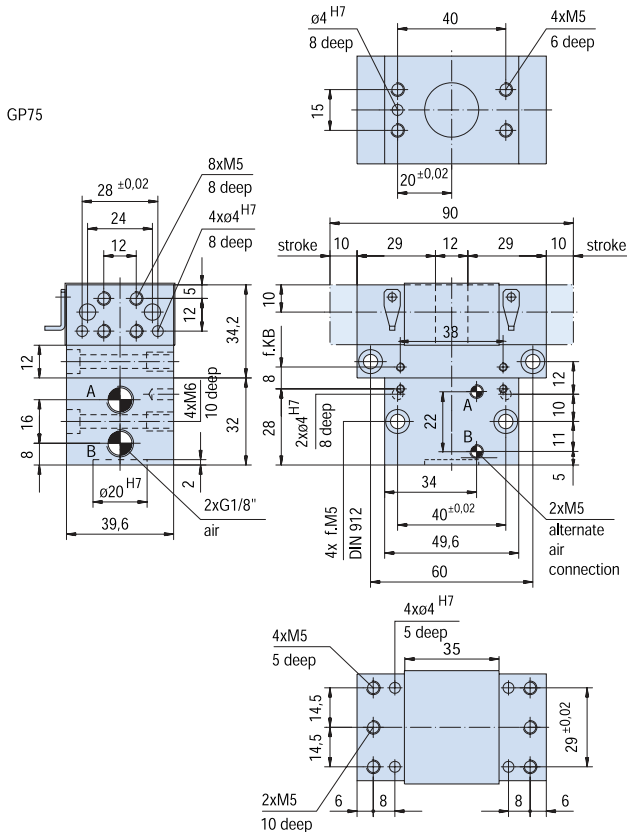 GP75
ø4 H7
8 deep
40
4xM5
6 deep
15
20 ±0,02
8xM5
8 deep
28 ±0,02
4xø4 H7
8 deep
24
12
5
12
34,2
12
A
16
B
8
4xM6
10 deep
32
2
ø20 H7
2xG1/8"
air
39,6
90
stroke
10
29
12
29
10
stroke
10
f.KB
8
38
28
2xø4 H7
8 deep
22
A
B
12
10
11
5
34
40 ±0,02
49,6
60
4x f.M5
DIN 912
2xM5
alternate
air
connection
4xø4 H7
5 deep
4xM5
5 deep
35
14,5
14,5
29 ±0,02
2xM5
10 deep
6
8
8
6